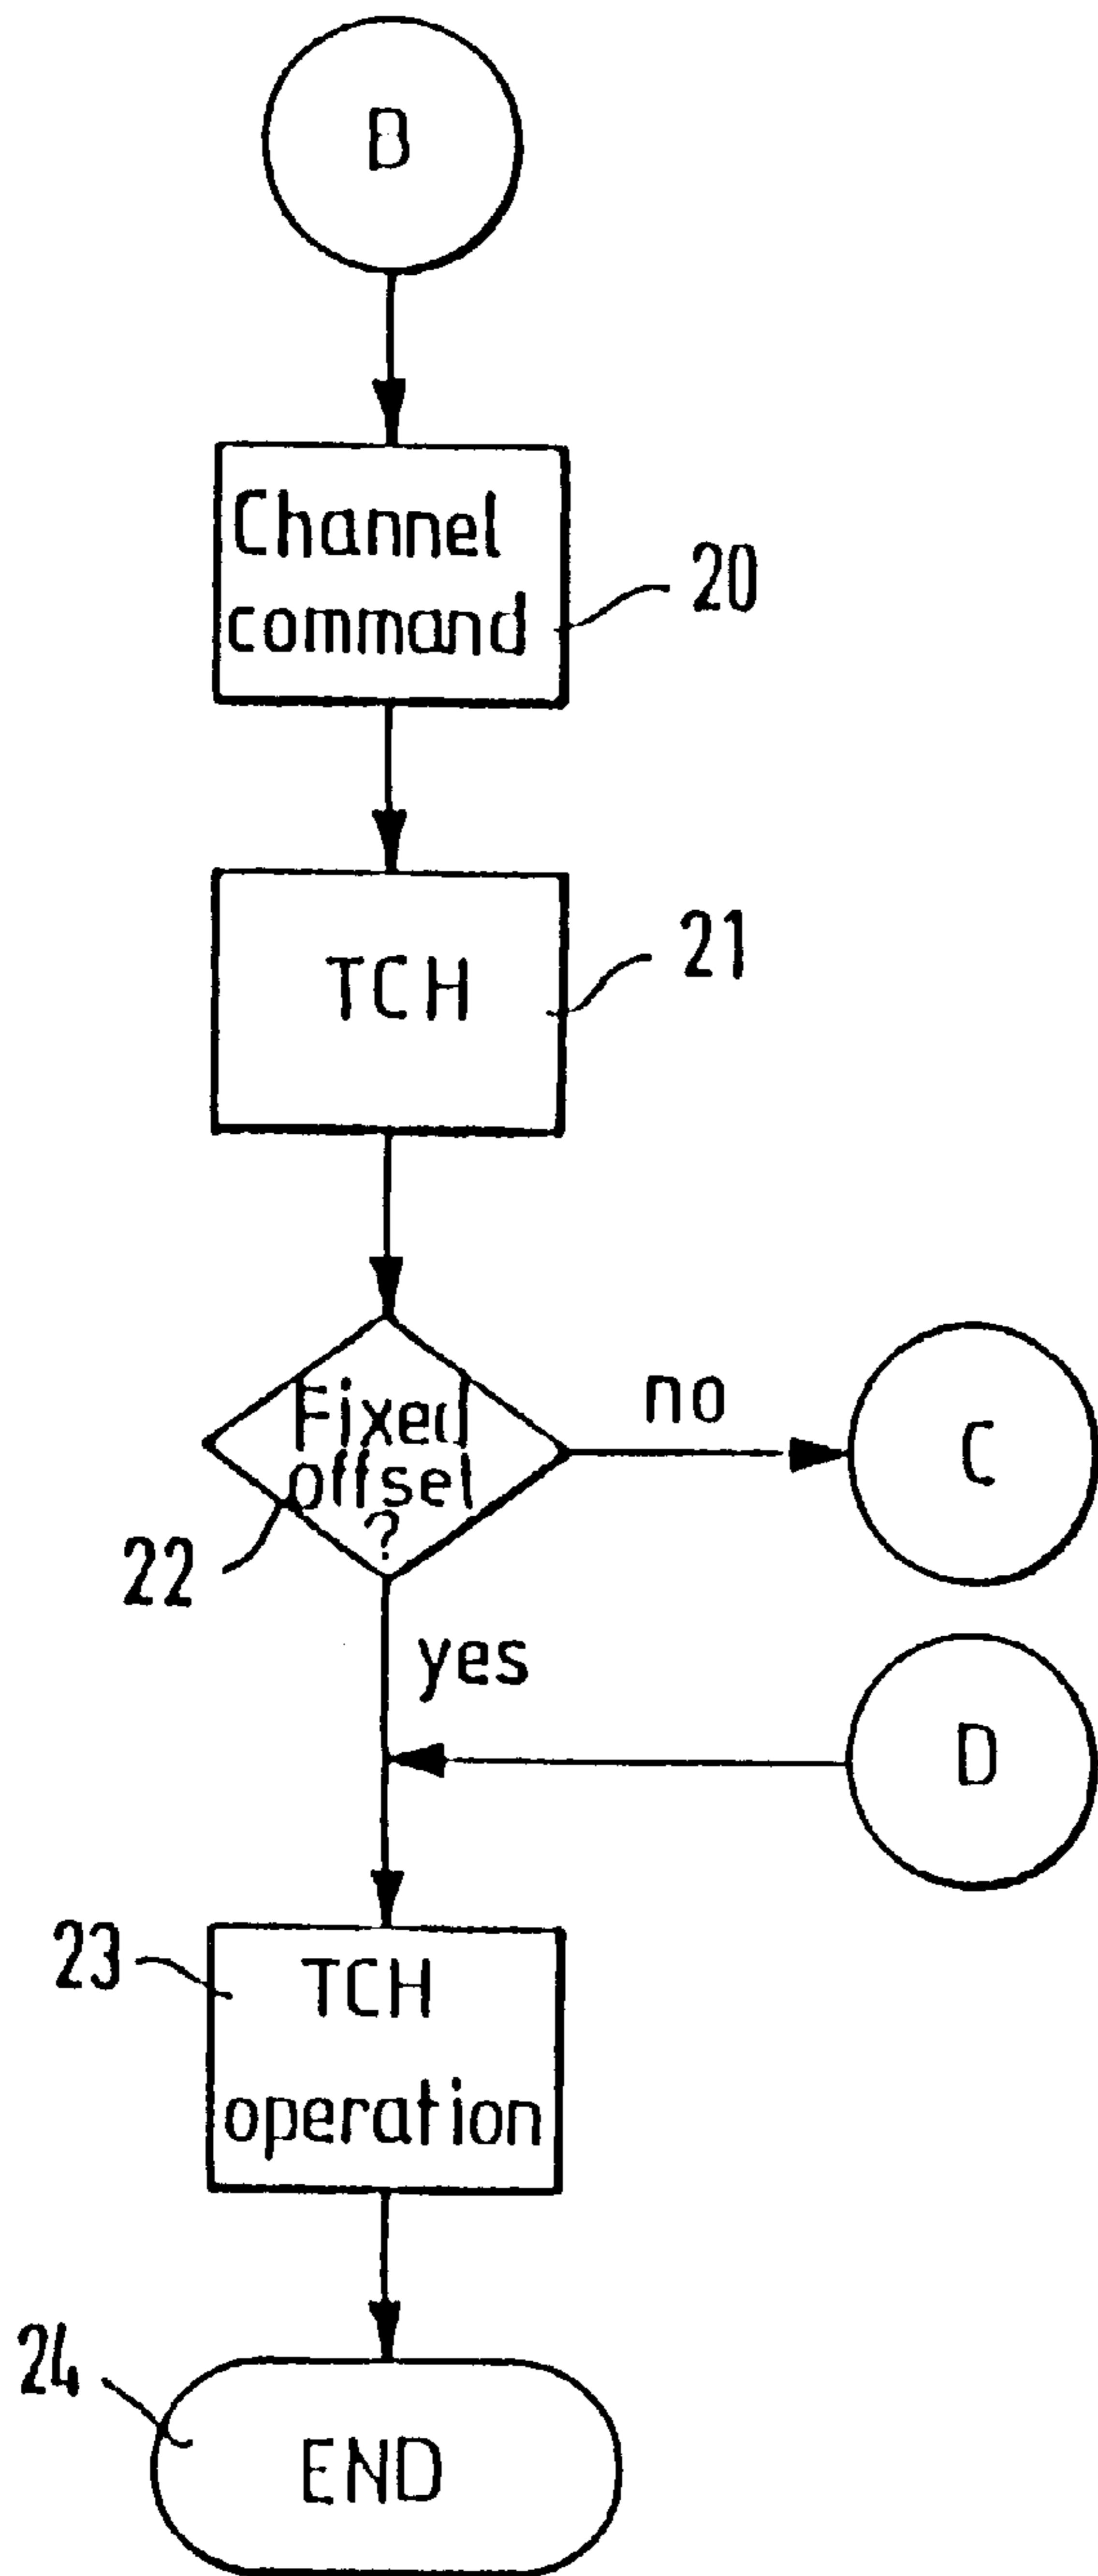 B
Channel
command
20
TCH
21
Fixed
offset
?
22
no
C
yes
D
23
TCH
operation
24
END